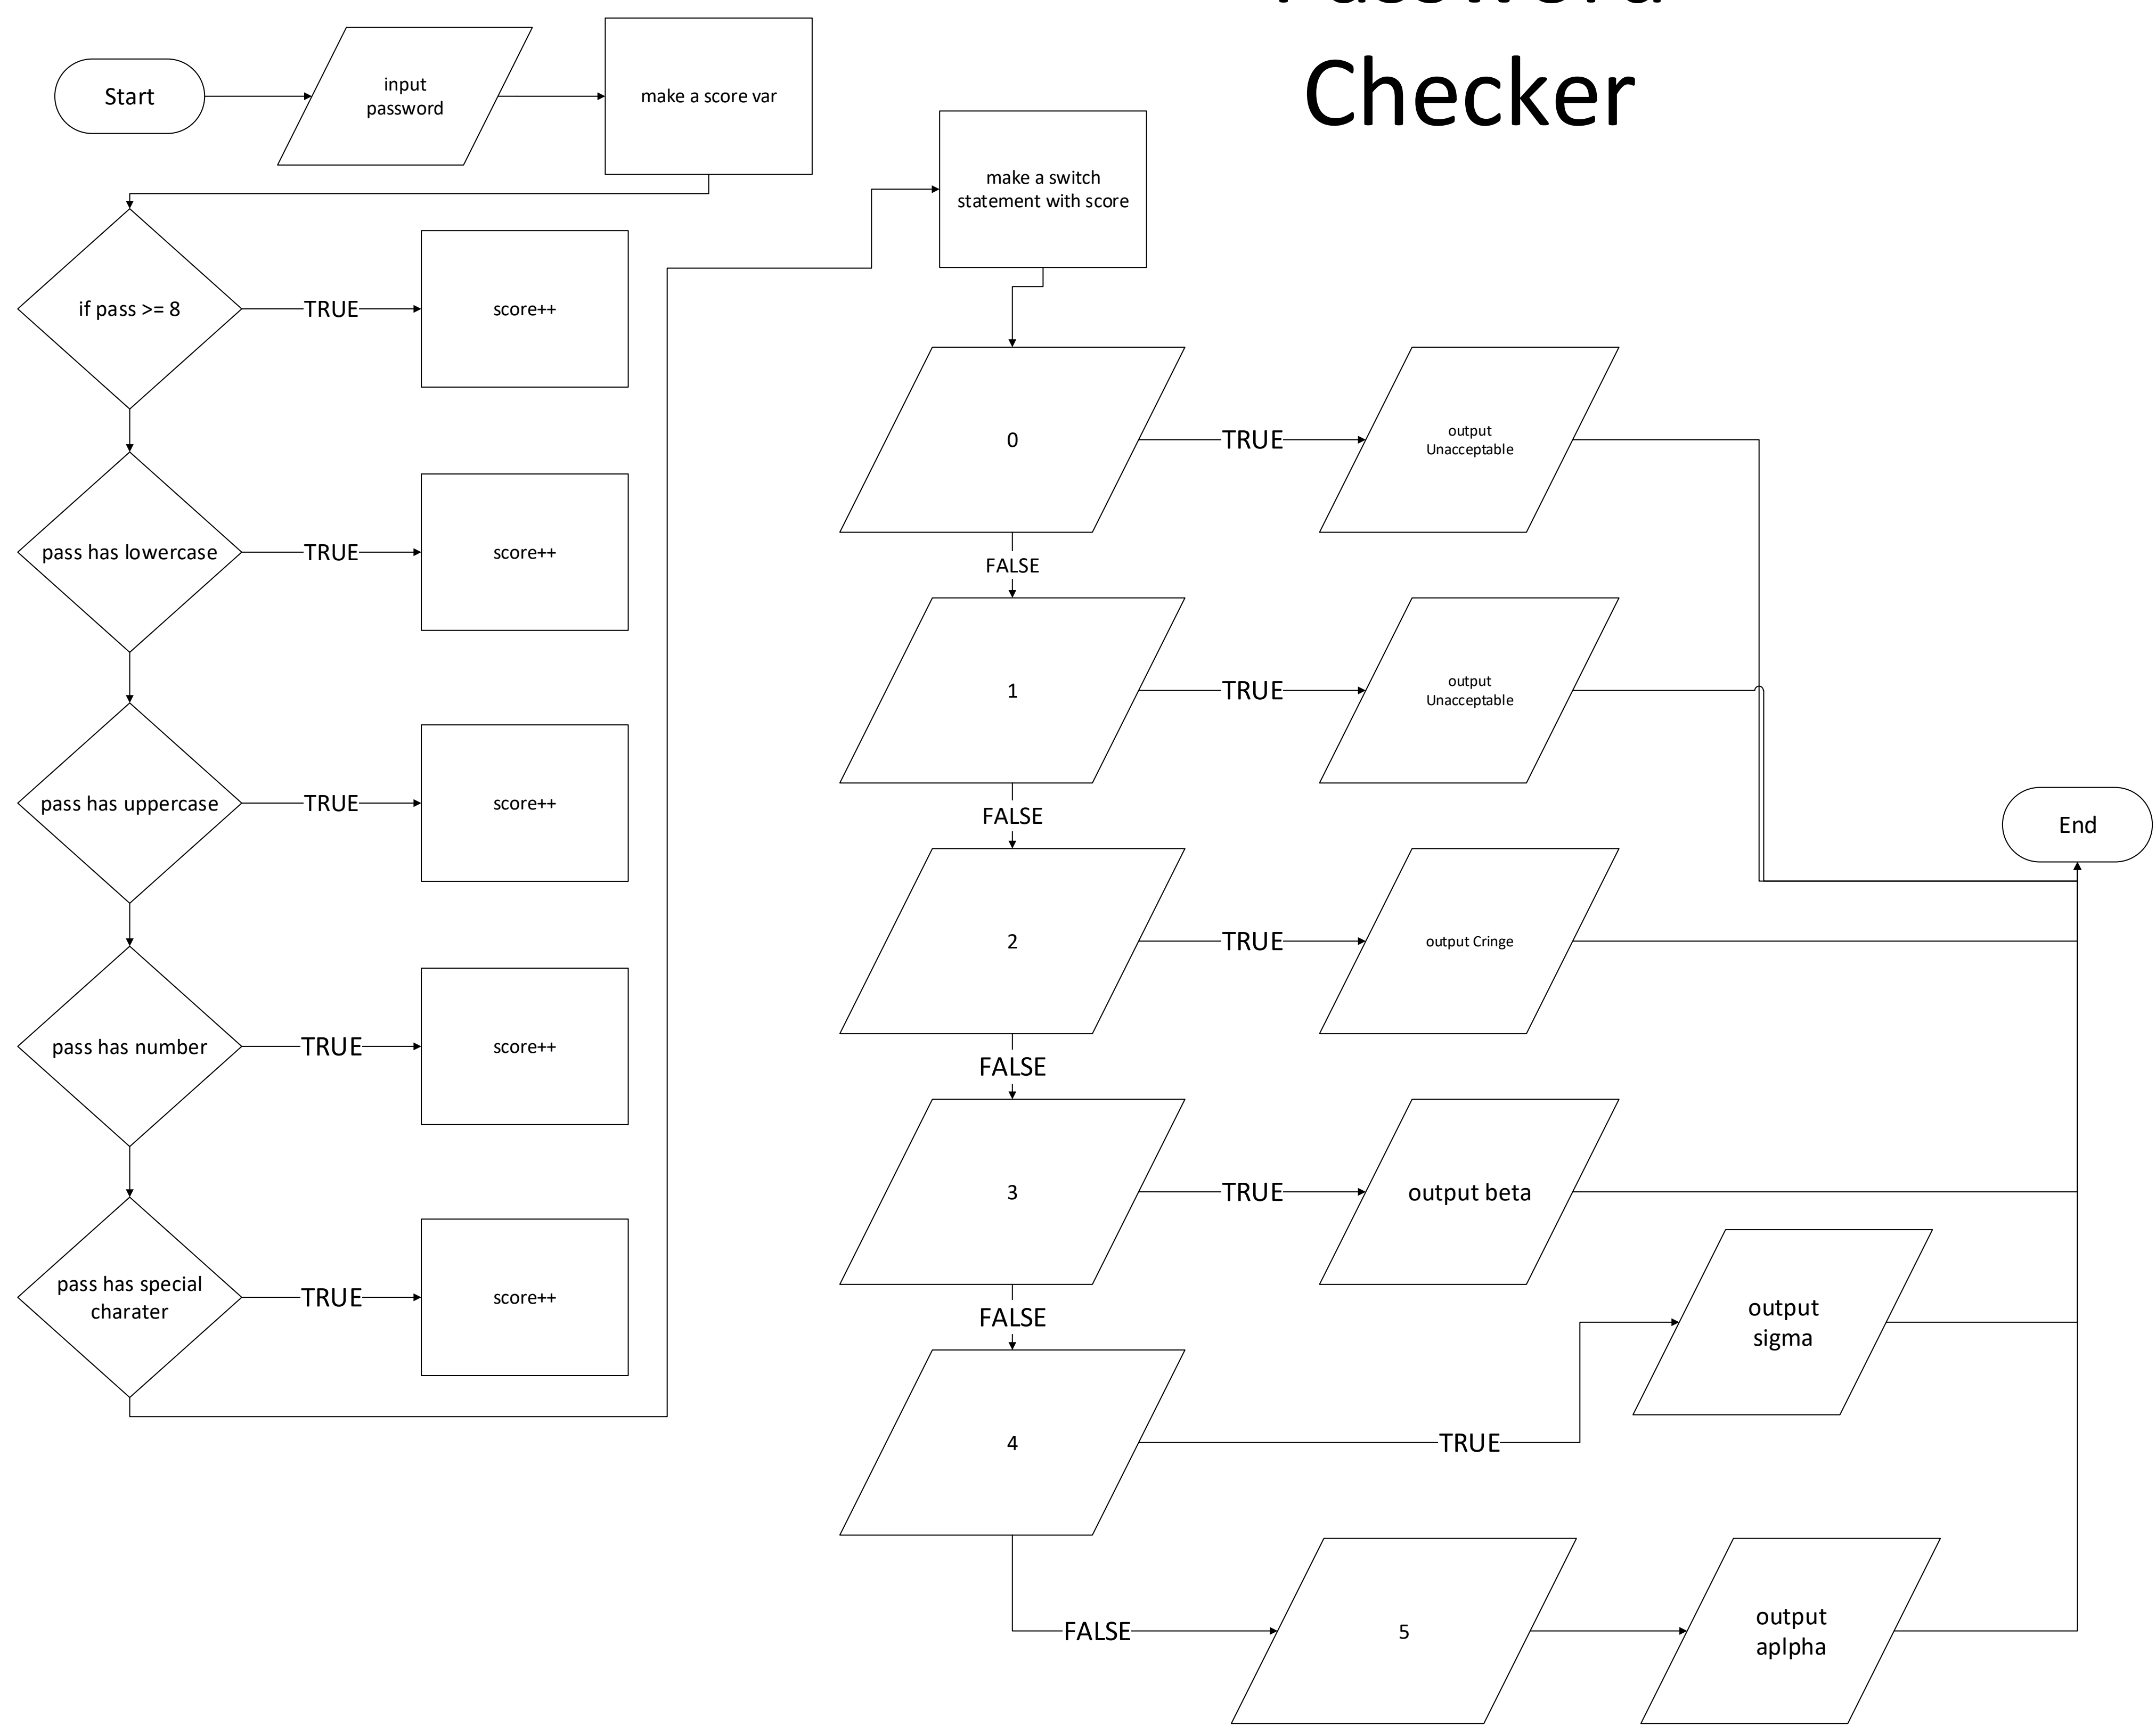 Checker
Start
input
password
make a score var
if pass >= 8
TRUE
score++
pass has lowercase
TRUE
score++
pass has uppercase
TRUE
score++
pass has number
TRUE
score++
pass has special
charater
TRUE
score++
make a switch
statement with score
0
TRUE
output
Unacceptable
FALSE
1
TRUE
output
Unacceptable
FALSE
2
TRUE
output Cringe
FALSE
3
TRUE
output beta
FALSE
4
TRUE
output
sigma
FALSE
5
output
aplpha
End